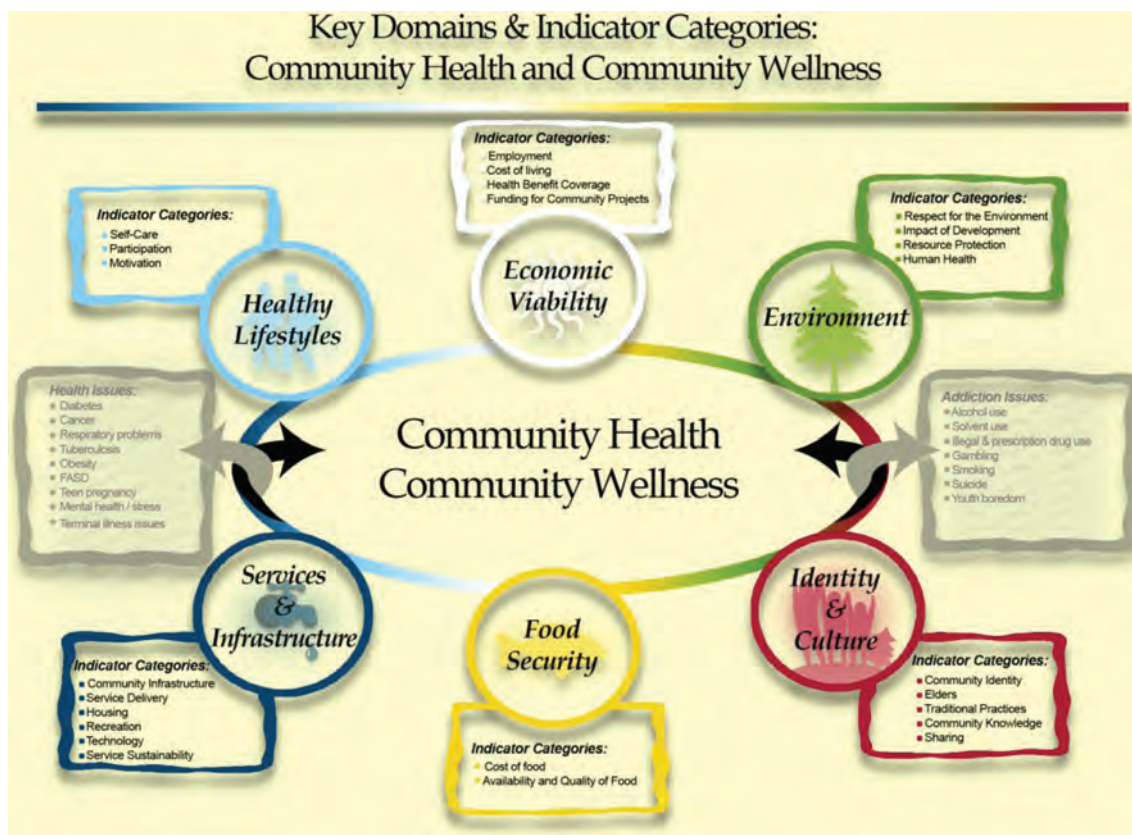 Key Domains & Indicator Categories:
Community Health and Community Wellness
Indicator Categories:
Employment
Cost of living
Health Benefit Coverage
Funding for Community Projects
Economic
Viability
Indicator Categories:
Self-Care
Participation
Motivation
Healthy
Lifestyles
Indicator Categories:
Respect for the Environment
Impact of Development
Resource Protection
Human Health
Environment
Health Issues:
Diabetes
Cancer
Respiratory problems
Tuberculosis
Obesity
FASD
Teen pregnancy
Mental health / stress
Terminal illness issues
Community Health
Community Wellness
Addiction Issues:
Alcohol use
Solvent use
Illegal & prescription drug use
Gambling
Smoking
Suicide
Youth boredom
Services
&
Infrastructure
Indicator Categories:
Community Infrastructure
Service Delivery
Housing
Recreation
Technology
Service Sustainability
Food
Security
Indicator Categories:
Cost of food
Availability and Quality of Food
Identity
&
Culture
Indicator Categories:
Community Identity
Elders
Traditional Practices
Community Knowledge
Sharing